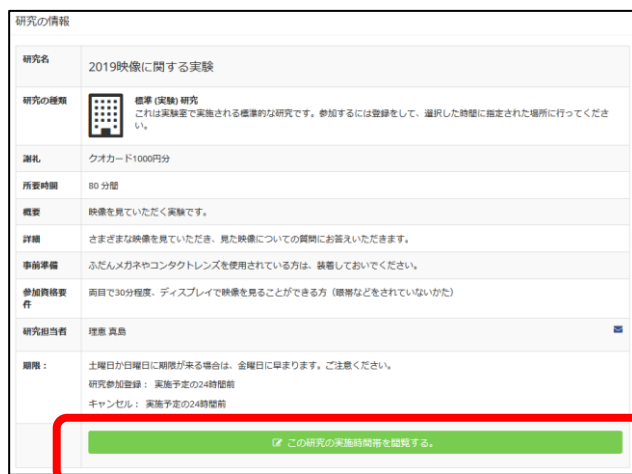 研究の情報
研究名
2019映像に関する実験
研究の種類
標準 (実験) 研究
これは実験室で実施される標準的な研究です。参加するには登録をして、選択した時間に指定された場所に行ってくださ
い。
謝礼
クオカード1000円分
所要時間
80 分間
概要
映像を見ていただく実験です。
詳細
さまざまな映像を見ていただき、見た映像についての質問にお答えいただきます。
事前準備
ふだんメガネやコンタクトレンズを使用されている方は、装着しておいでください。
参加資格要
件
両目で30分程度、ディスプレイで映像を見ることができる方（眼帯などをされていないかた）
研究担当者
理恵 真島
期限：
土曜日か日曜日に期限が来る場合は、金曜日に早まります。ご注意ください。
研究参加登録： 実施予定の24時間前
キャンセル： 実施予定の24時間前
この研究の実施時間帯を閲覧する。